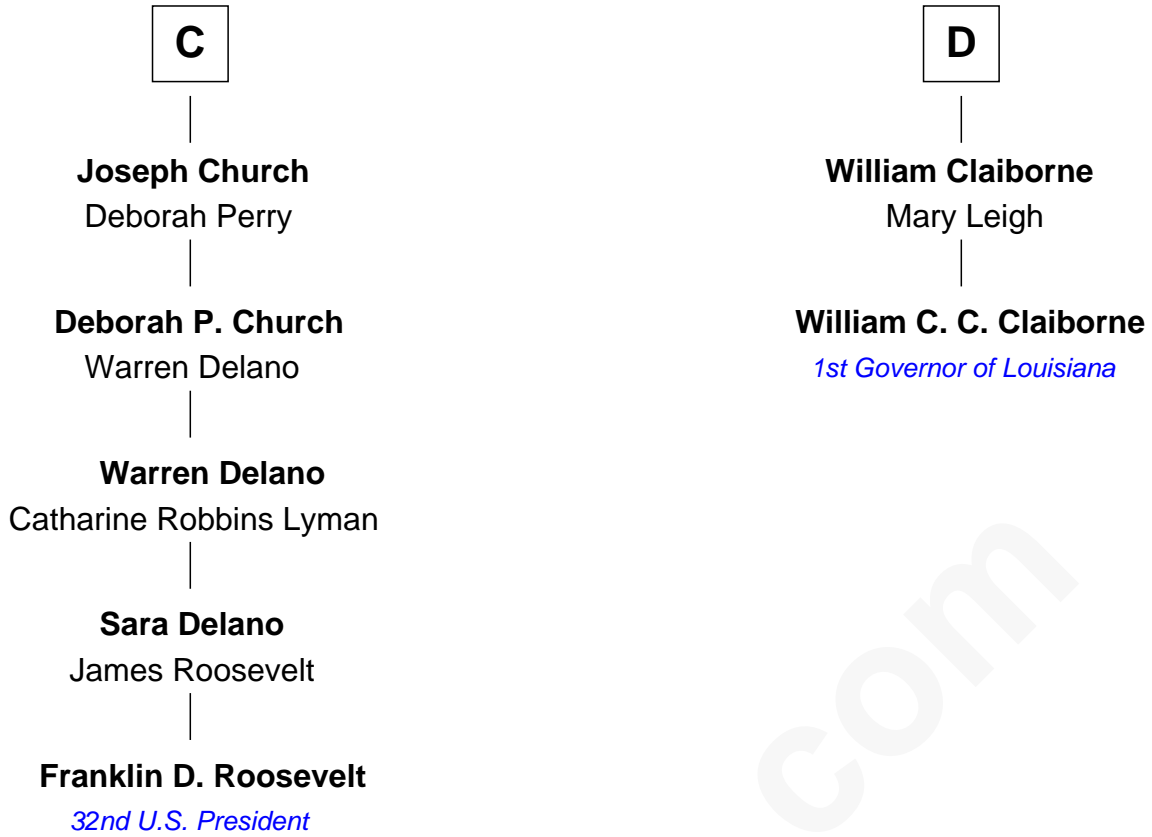 C
Joseph Church
Deborah Perry
Deborah P. Church
Warren Delano
Warren Delano
Catharine Robbins Lyman
Sara Delano
James Roosevelt
Franklin D. Roosevelt
32nd U.S. President
D
William Claiborne
Mary Leigh
William C. C. Claiborne
1st Governor of Louisiana
com